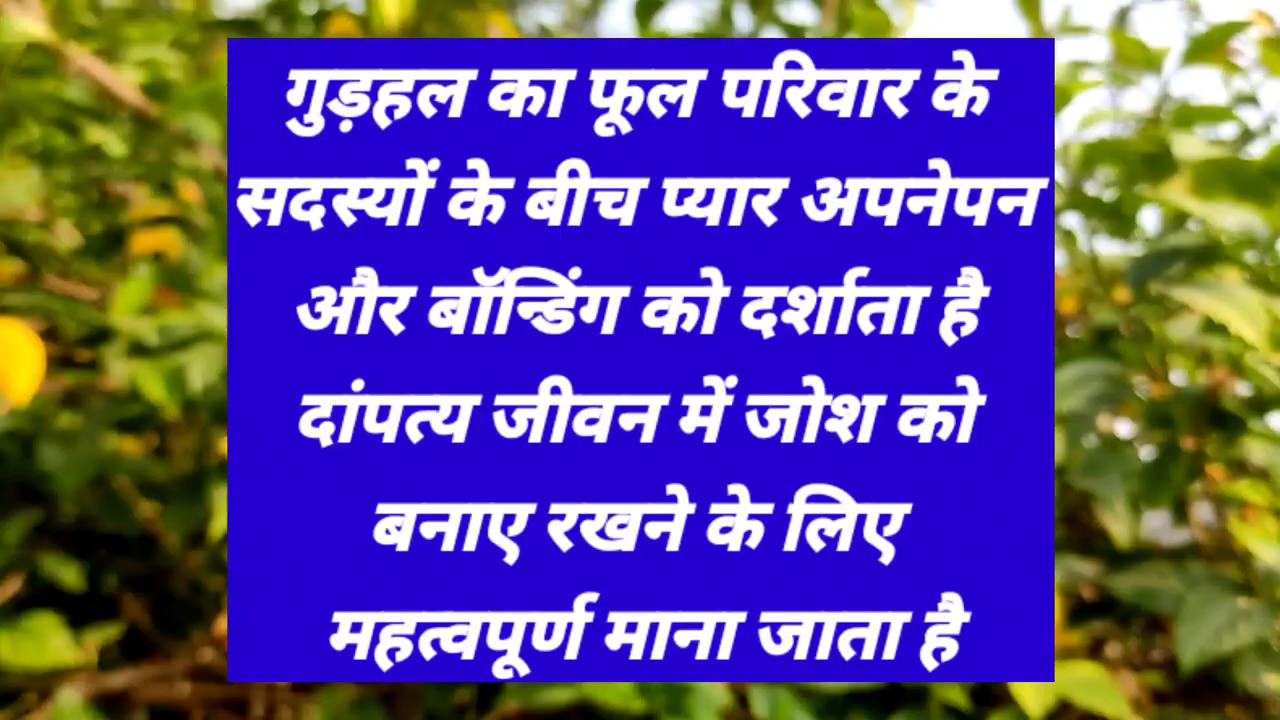 गुड़हल का फूल परिवार के
सदस्यों के बीच प्यार अपनेपन
और बॉन्डिंग को दर्शाता है
दांपत्य जीवन में जोश को
बनाए रखने के लिए
महत्वपूर्ण माना जाता है